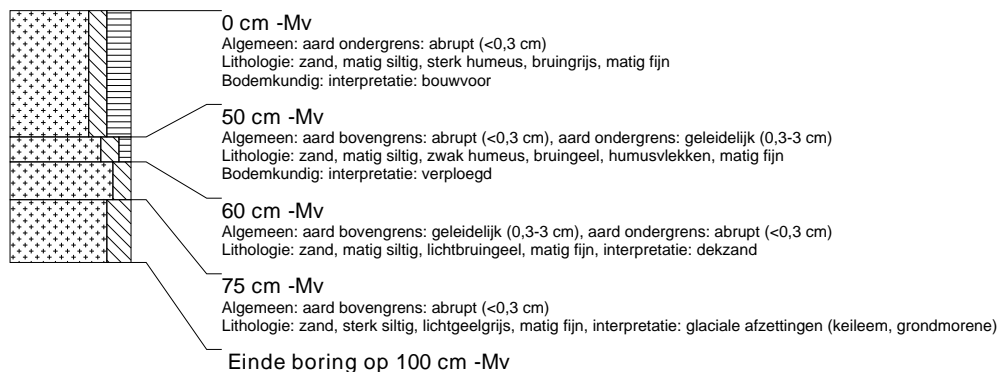 0 cm -Mv
Algemeen: aard ondergrens: abrupt (<0,3 cm)
Lithologie: zand, matig siltig, sterk humeus, bruingrijs, matig fijn
Bodemkundig: interpretatie: bouwvoor
50 cm -Mv
Algemeen: aard bovengrens: abrupt (<0,3 cm), aard ondergrens: geleidelijk (0,3-3 cm)
Lithologie: zand, matig siltig, zwak humeus, bruingeel, humusvlekken, matig fijn
Bodemkundig: interpretatie: verploegd
60 cm -Mv
Algemeen: aard bovengrens: geleidelijk (0,3-3 cm), aard ondergrens: abrupt (<0,3 cm)
Lithologie: zand, matig siltig, lichtbruingeel, matig fijn, interpretatie: dekzand
75 cm -Mv
Algemeen: aard bovengrens: abrupt (<0,3 cm)
Lithologie: zand, sterk siltig, lichtgeelgrijs, matig fijn, interpretatie: glaciale afzettingen (keileem, grondmorene)
Einde boring op 100 cm -Mv